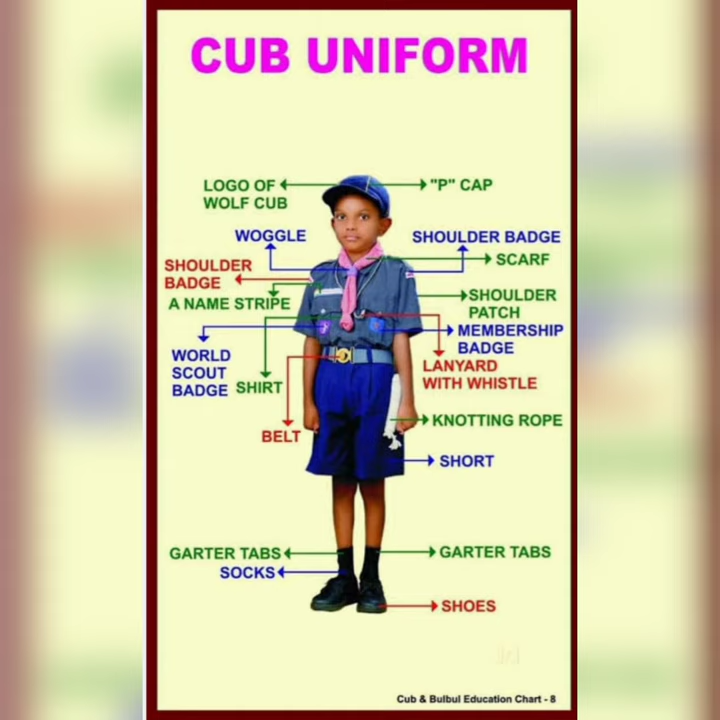 CUB UNIFORM
LOGO OF
WOLF CUB
"P" CAP
WOGGLE
SHOULDER BADGE
SCARF
SHOULDER
BADGE
A NAME STRIPE
SHOULDER
PATCH
MEMBERSHIP
BADGE
WORLD
SCOUT
BADGE
SHIRT
LANYARD
WITH WHISTLE
KNOTTING ROPE
BELT
SHORT
GARTER TABS
GARTER TABS
SOCKS
SHOES
Cub & Bulbul Education Chart - 8